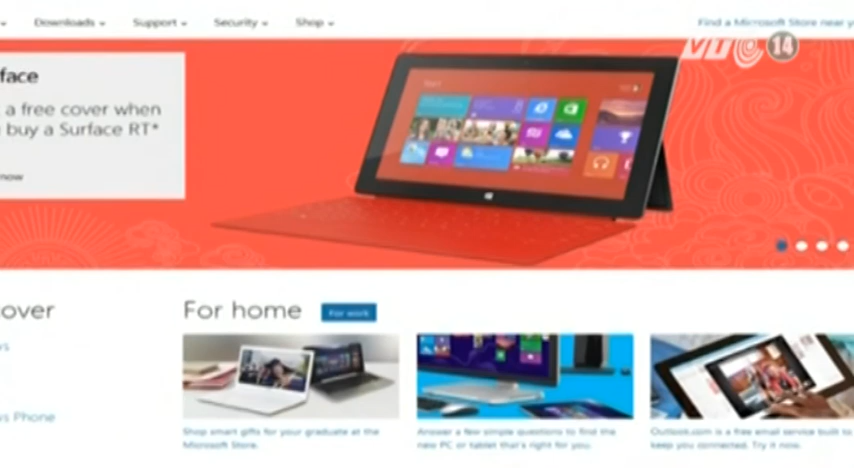 Downloads
Support
Security
Shop
Find a Microsoft Store near
VTC 14
face
a free cover when
buy a Surface RT*
now
Start
over
For home
For work
Phone
Shop smart gifts for your graduate at the
Microsoft Store.
Answer a few simple questions to find the
new PC or tablet that's right for you.
Outlook.com is a free email service built to
keep you connected. Try it now.